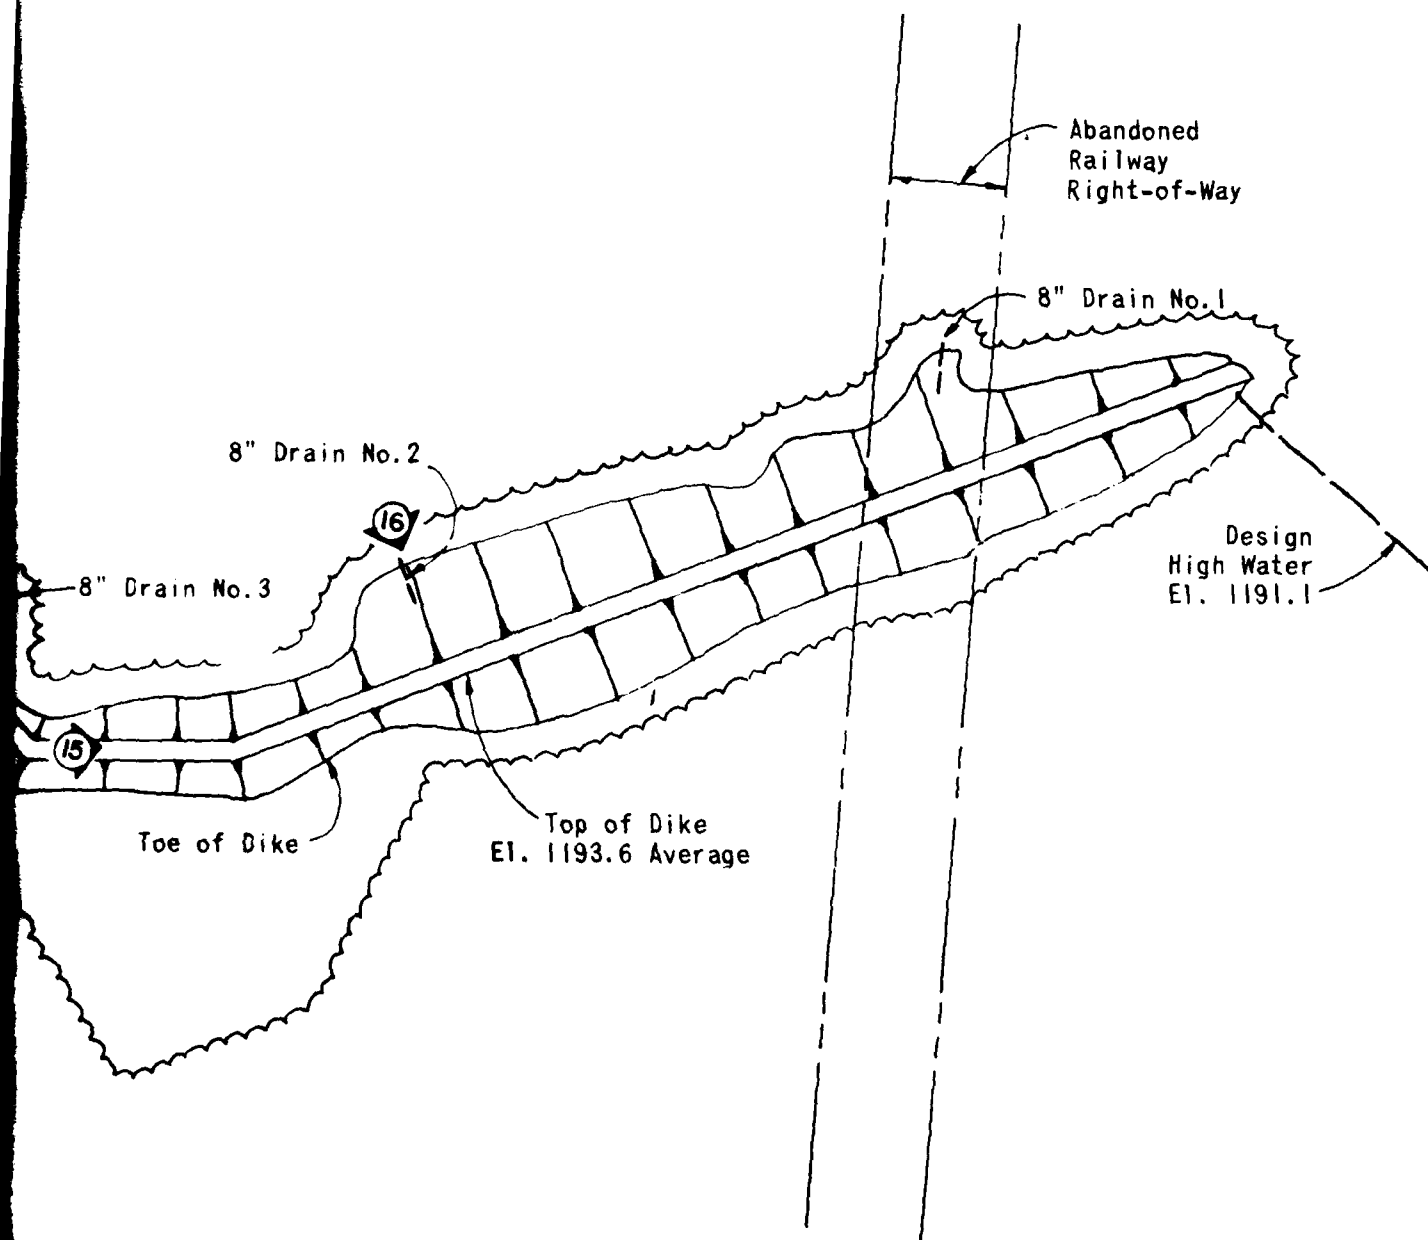 Abandoned
Railway
Right-of-Way
8" Drain No.1
8" Drain No.2
16
Design
High Water
El. 1191.1
8" Drain No.3
15
Toe of Dike
Top of Dike
El. 1193.6 Average